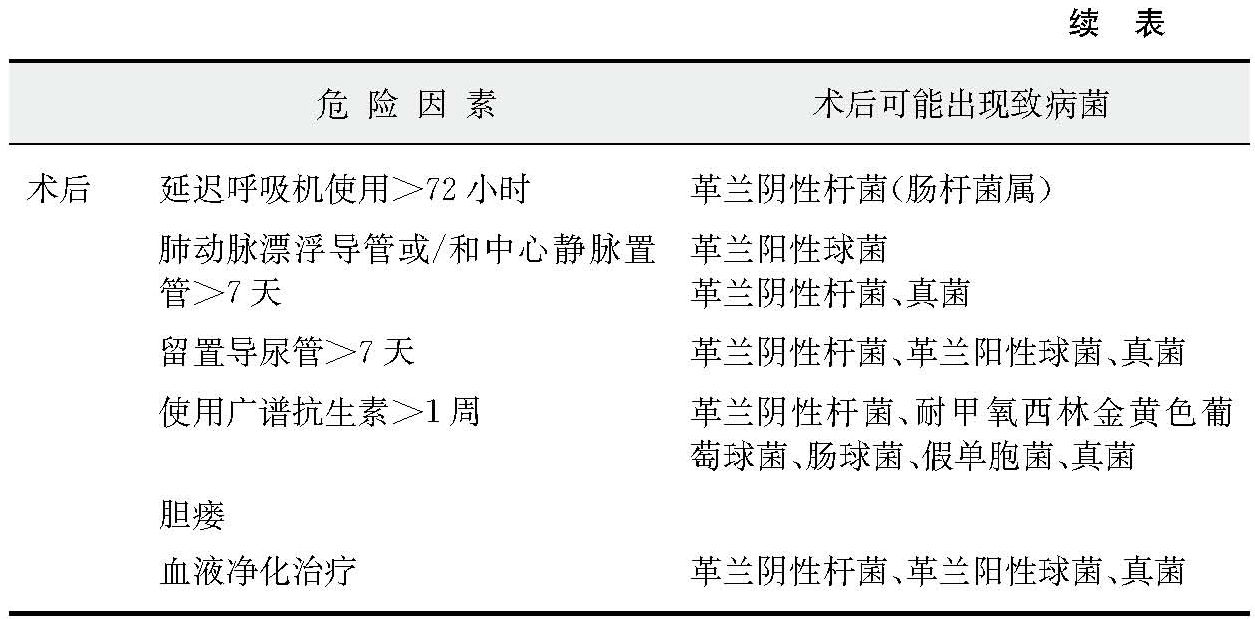 续 表
危 险 因 素 术后可能出现致病菌
术后 延迟呼吸机使用>72小时 革兰阴性杆菌(肠杆菌属)
肺动脉漂浮导管或/和中心静脉置 革兰阳性球菌
管>7天 革兰阴性杆菌、真菌
留置导尿管>7天 革兰阴性杆菌、革兰阳性球菌、真菌
使用广谱抗生素>1周 革兰阴性杆菌、耐甲氧西林金黄色葡
萄球菌、肠球菌、假单胞菌、真菌
胆瘘
血液净化治疗 革兰阴性杆菌、革兰阳性球菌、真菌